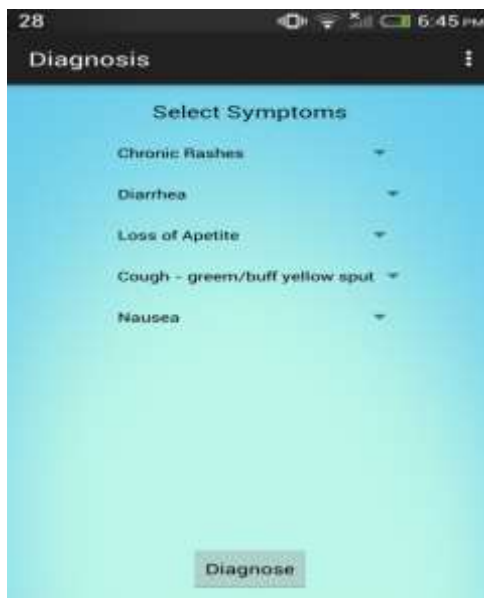 28 6:45 PM
Diagnosis
Select Symptoms
Chronic Rashes
Diarrhea
Loss of Apetite
Cough - greem/buff yellow sput
Nausea
Diagnose